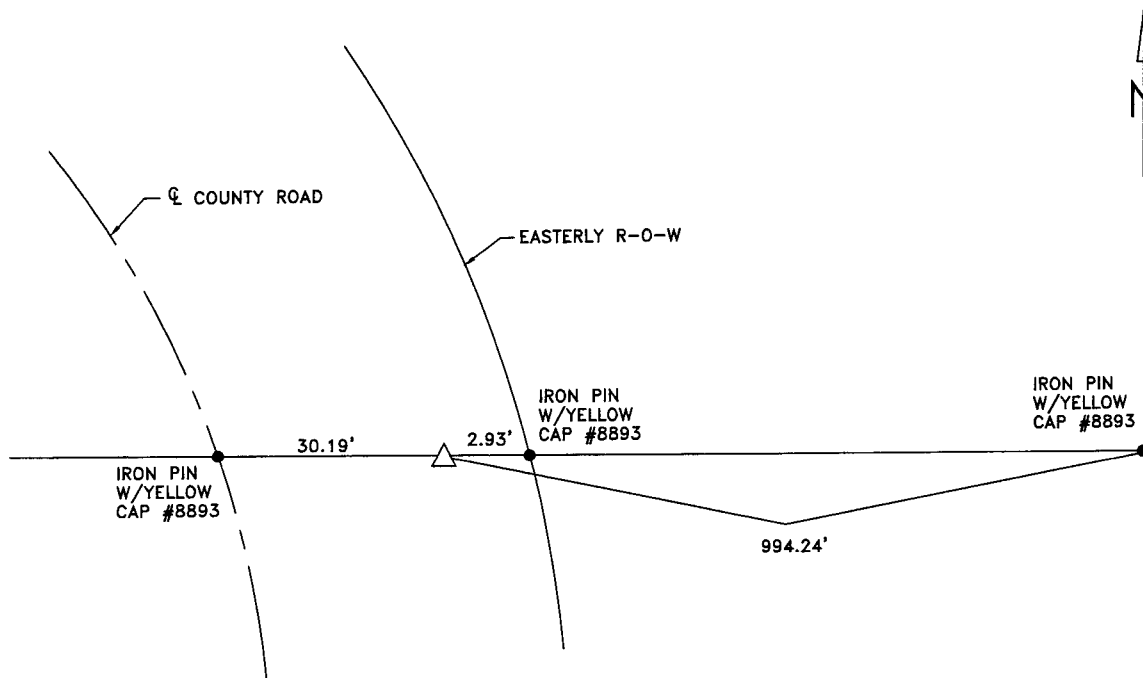 ℄ COUNTY ROAD
EASTERLY R-O-W
IRON PIN
W/YELLOW
CAP #8893
30.19'
2.93'
IRON PIN
W/YELLOW
CAP #8893
IRON PIN
W/YELLOW
CAP #8893
994.24'